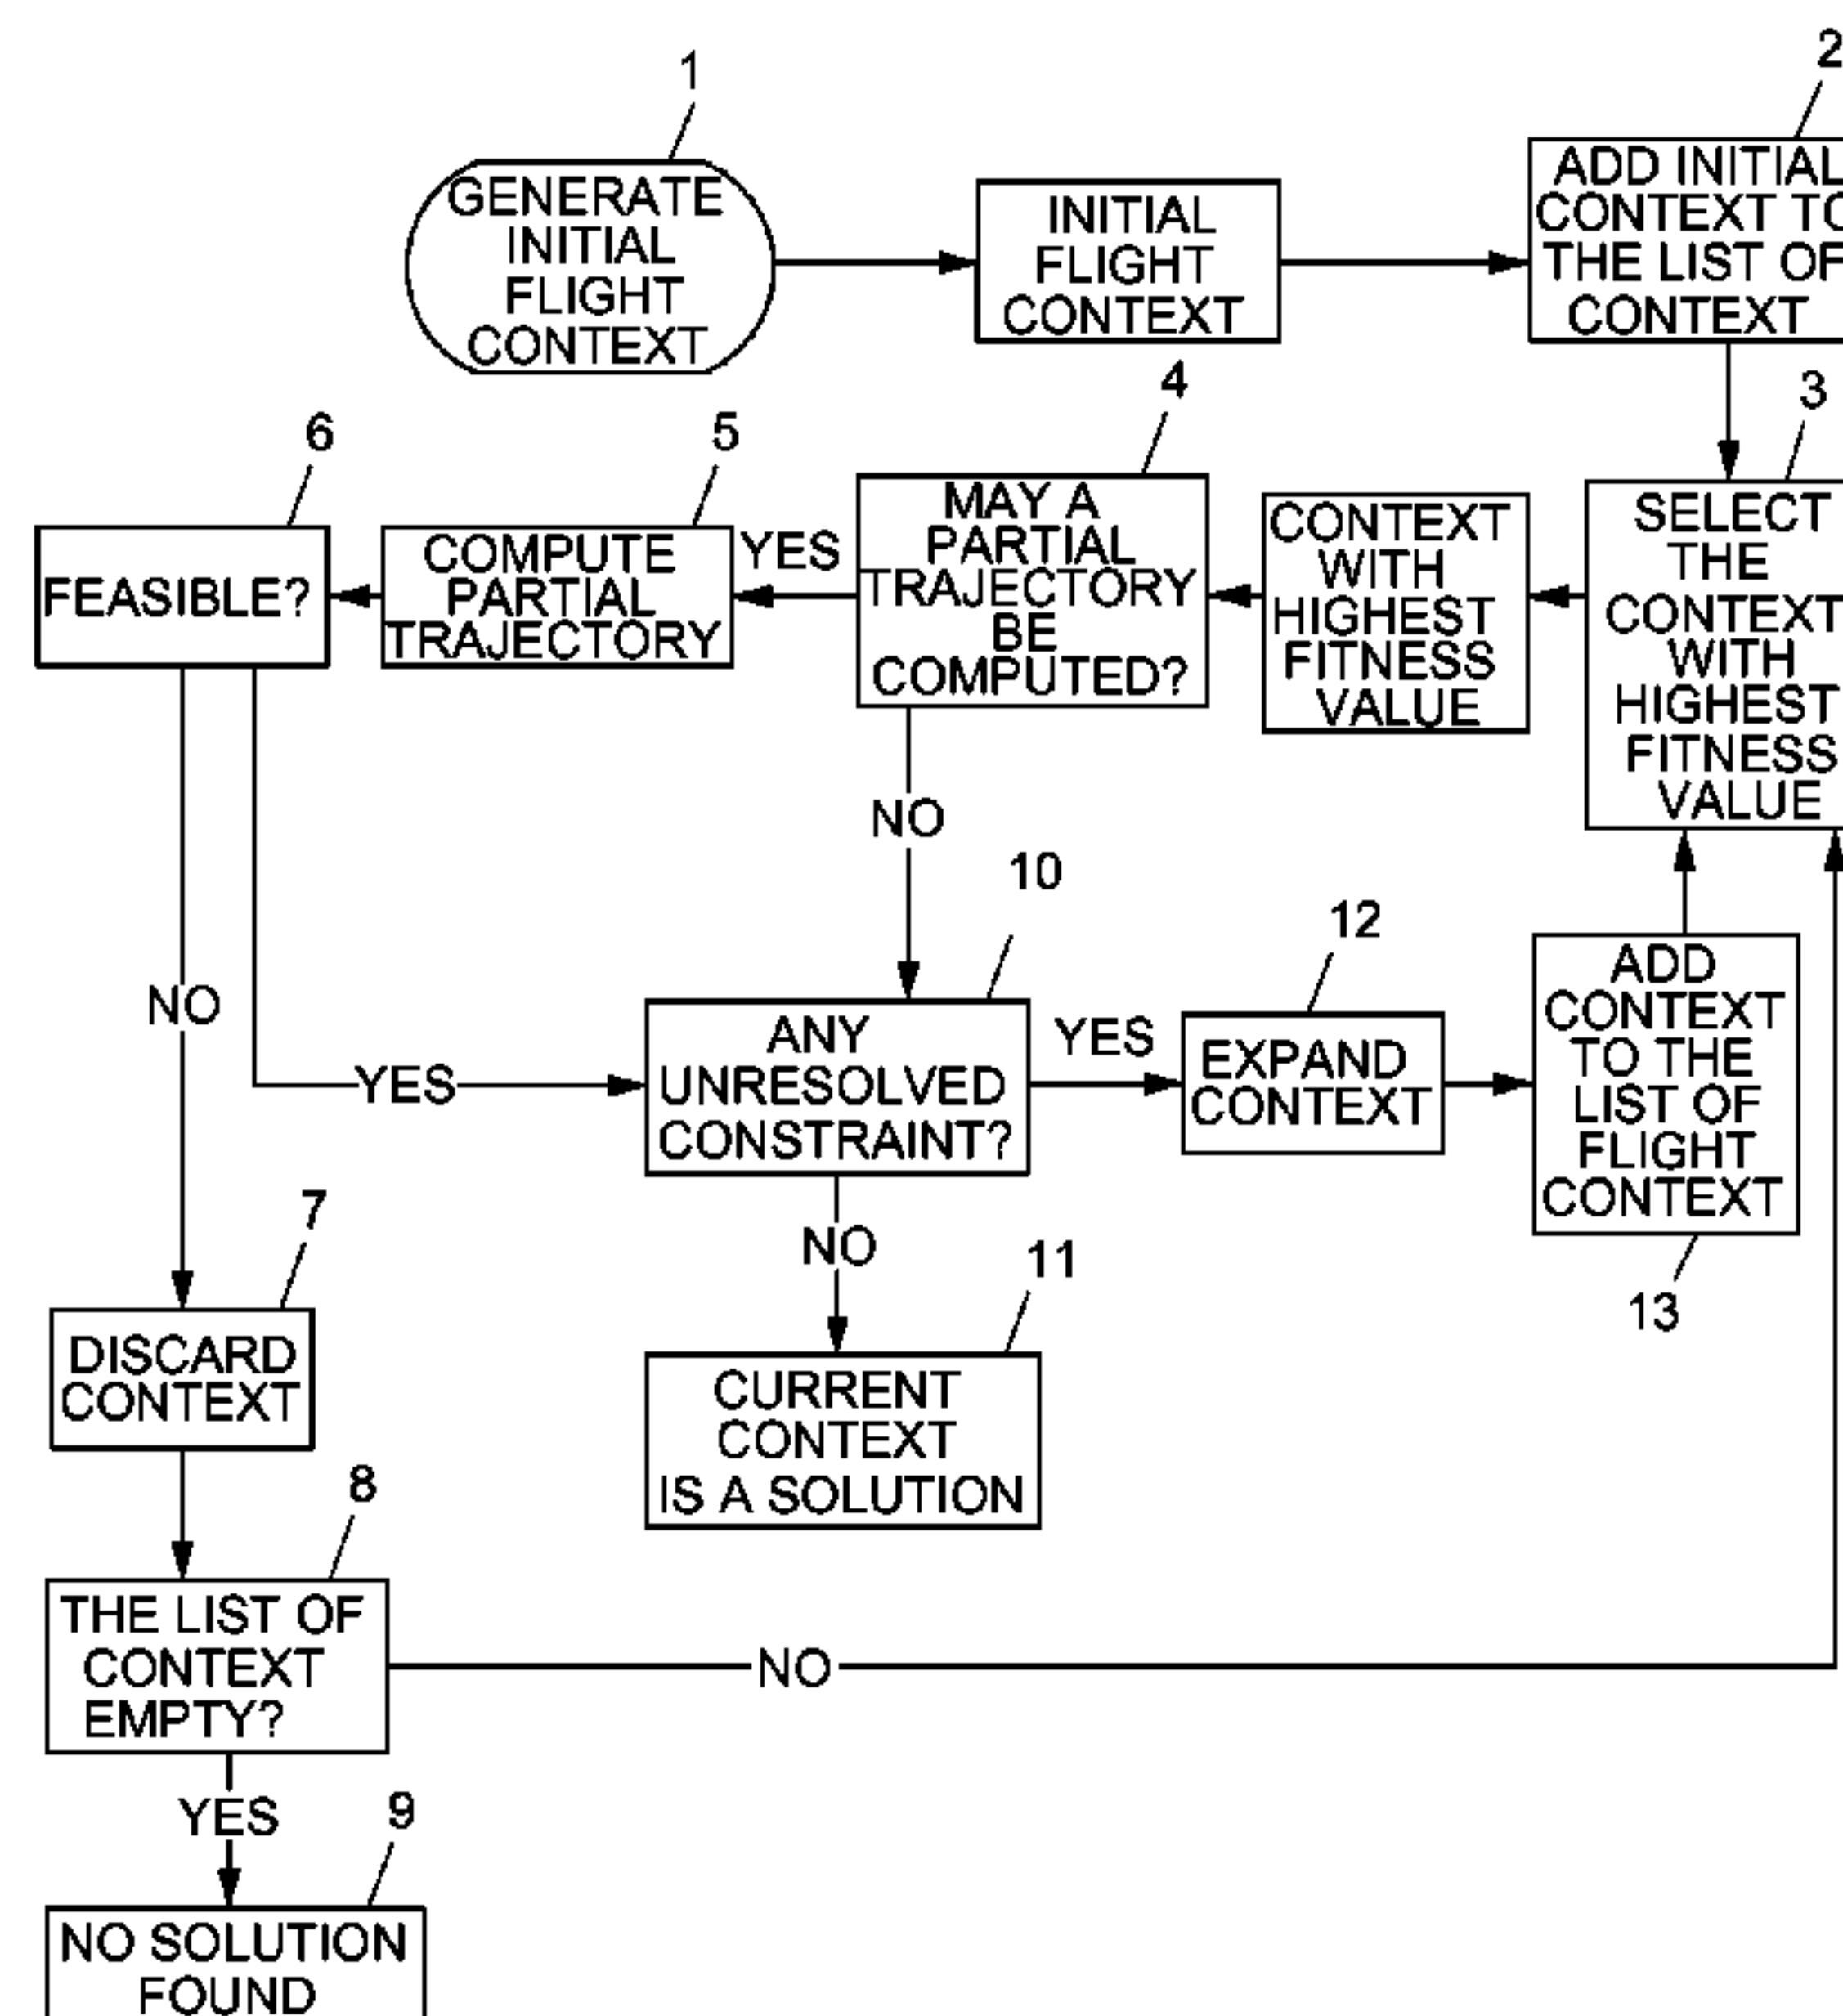 1
GENERATE
INITIAL
FLIGHT
CONTEXT
INITIAL
FLIGHT
CONTEXT
2
ADD INITIAL
CONTEXT TO
THE LIST OF
CONTEXT
3
SELECT
THE
CONTEXT
WITH
HIGHEST
FITNESS
VALUE
CONTEXT
WITH
HIGHEST
FITNESS
VALUE
4
MAY A
PARTIAL
TRAJECTORY
BE
COMPUTED?
YES
NO
5
COMPUTE
PARTIAL
TRAJECTORY
6
FEASIBLE?
NO
YES
10
ANY
UNRESOLVED
CONSTRAINT?
YES
NO
12
EXPAND
CONTEXT
ADD
CONTEXT
TO THE
LIST OF
FLIGHT
CONTEXT
13
11
CURRENT
CONTEXT
IS A SOLUTION
7
DISCARD
CONTEXT
8
THE LIST OF
CONTEXT
EMPTY?
NO
YES
9
NO SOLUTION
FOUND